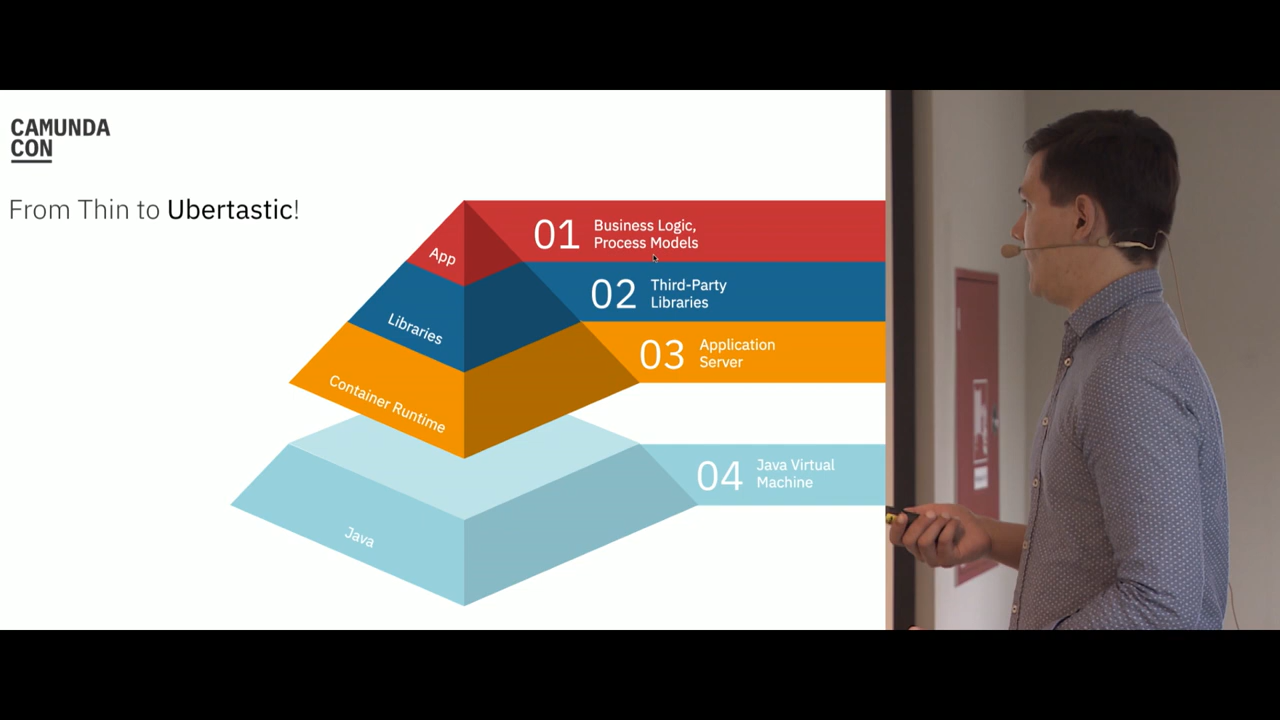 CAMUNDA
CON
From Thin to Ubertastic!
App
01
Business Logic,
Process Models
Libraries
02
Third-Party
Libraries
Container Runtime
03
Application
Server
Java
04
Java Virtual
Machine